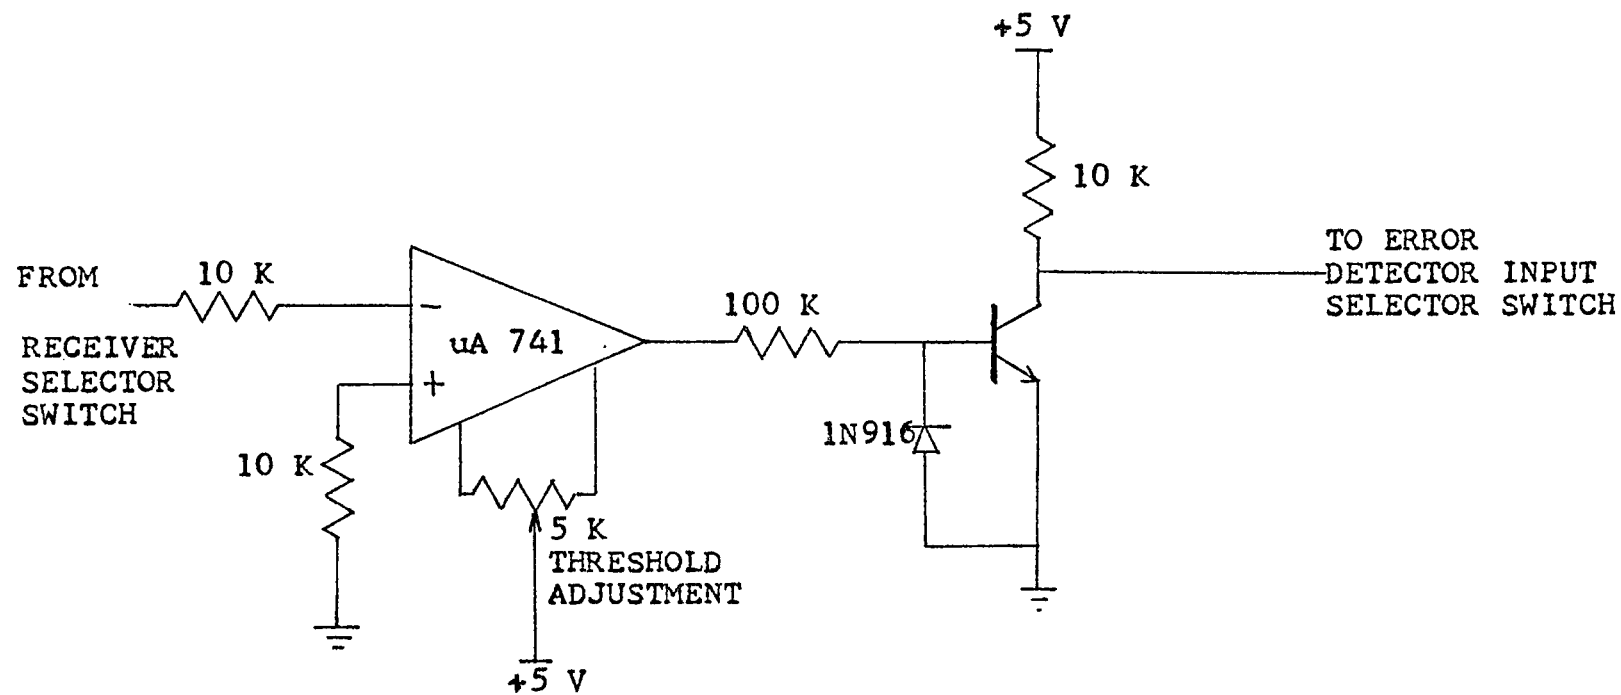 +5 V
10 K
TO ERROR
DETECTOR INPUT
SELECTOR SWITCH
FROM
10 K
RECEIVER
SELECTOR
SWITCH
-
uA 741
+
100 K
10 K
1N916
5 K
THRESHOLD
ADJUSTMENT
+5 V